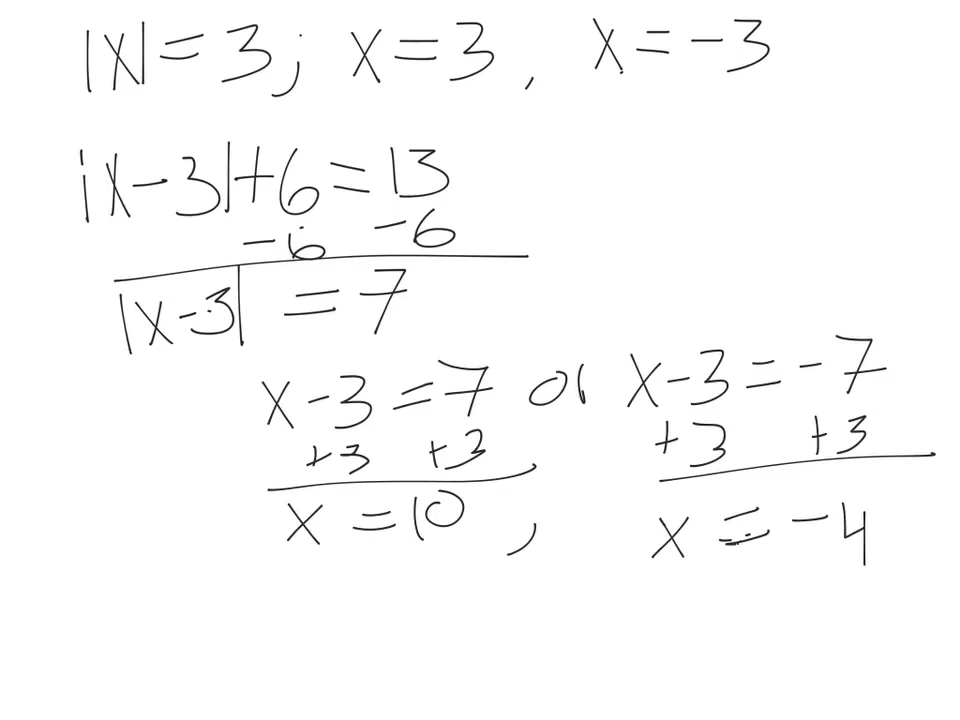 |x| = 3; x = 3, x = -3
|x - 3| + 6 = 13
-6 -6
|x - 3| = 7
x - 3 = 7 or x - 3 = -7
+3 +3 +3 +3
x = 10, x = -4